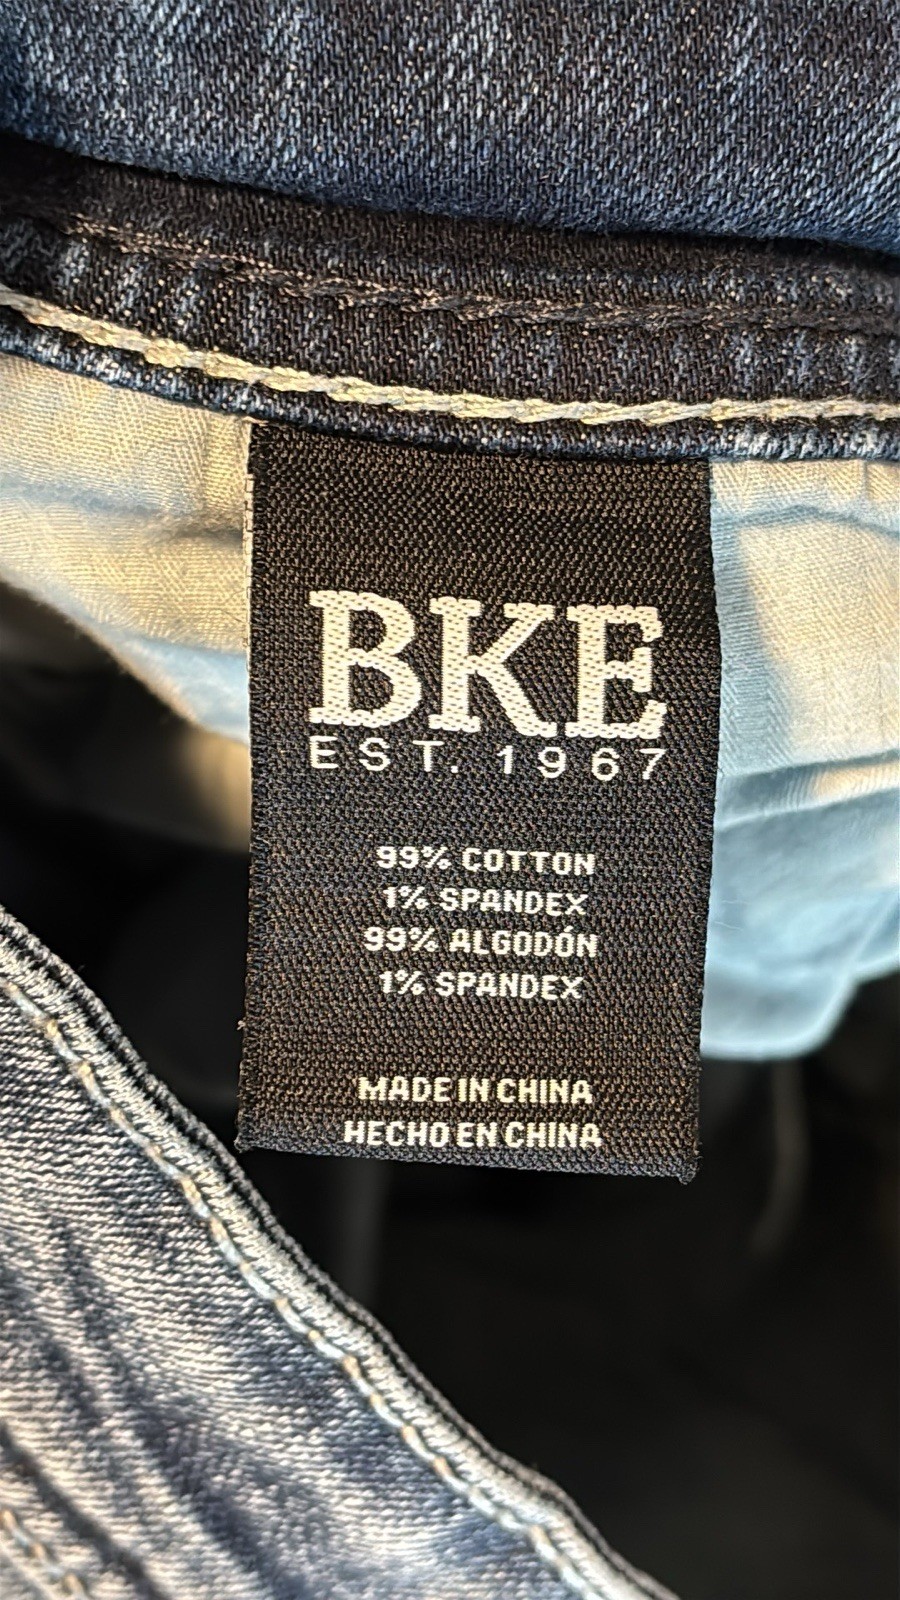 BKE
EST. 1967
99% COTTON
1% SPANDEX
99% ALGODÓN
1% SPANDEX
MADE IN CHINA
HECHO EN CHINA